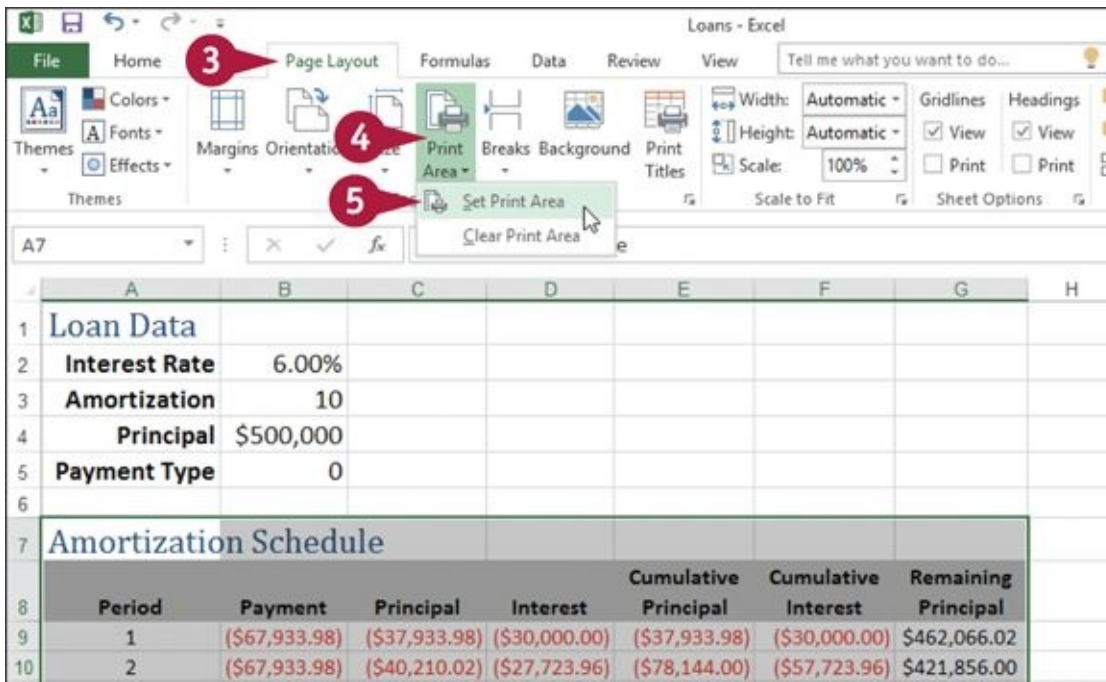 Loans - Excel
File Home 3 Page Layout Formulas Data Review View Tell me what you want to do...
Aa Colors Width: Automatic Gridlines Headings
A Fonts 4 Height: Automatic View View
Themes Effects Margins Print Area Breaks Background Print Titles Scale: 100% Print Print
Themes 5 Set Print Area Scale to Fit Sheet Options
Clear Print Area
A7 fx e
A B C D E F G H
1 Loan Data
2 Interest Rate 6.00%
3 Amortization 10
4 Principal $500,000
5 Payment Type 0
6
7 Amortization Schedule
Cumulative Cumulative Remaining
8 Period Payment Principal Interest Principal Interest Principal
9 1 ($67,933.98) ($37,933.98) ($30,000.00) ($37,933.98) ($30,000.00) $462,066.02
10 2 ($67,933.98) ($40,210.02) ($27,723.96) ($78,144.00) ($57,723.96) $421,856.00